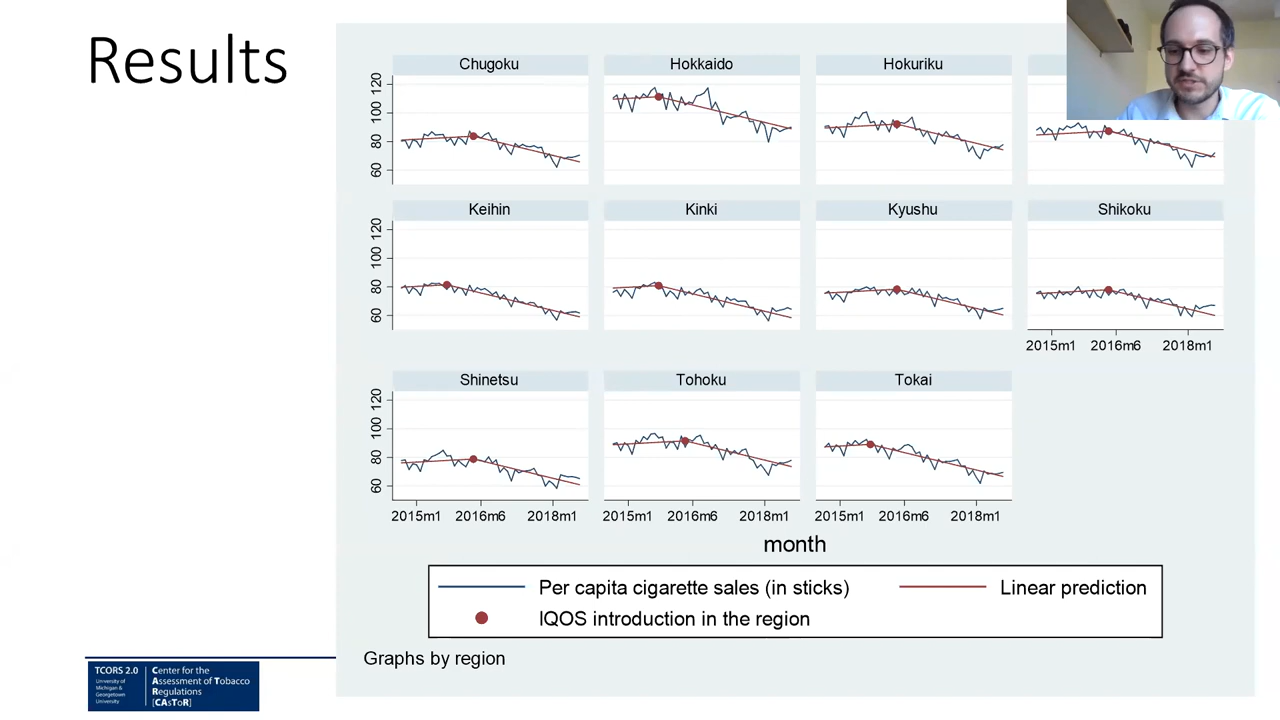 Results
Chugoku
Hokkaido
Hokuriku
120
100
80
60
Keihin
Kinki
Kyushu
Shikoku
120
100
80
60
2015m1 2016m6 2018m1
Shinetsu
Tohoku
Tokai
120
100
80
60
2015m1 2016m6 2018m1
2015m1 2016m6 2018m1
2015m1 2016m6 2018m1
month
Per capita cigarette sales (in sticks)
Linear prediction
IQOS introduction in the region
Graphs by region
TCORS 2.0
University of
Michigan &
Georgetown
University
Center for the
Assessment of Tobacco
Regulations
[CAsToR]